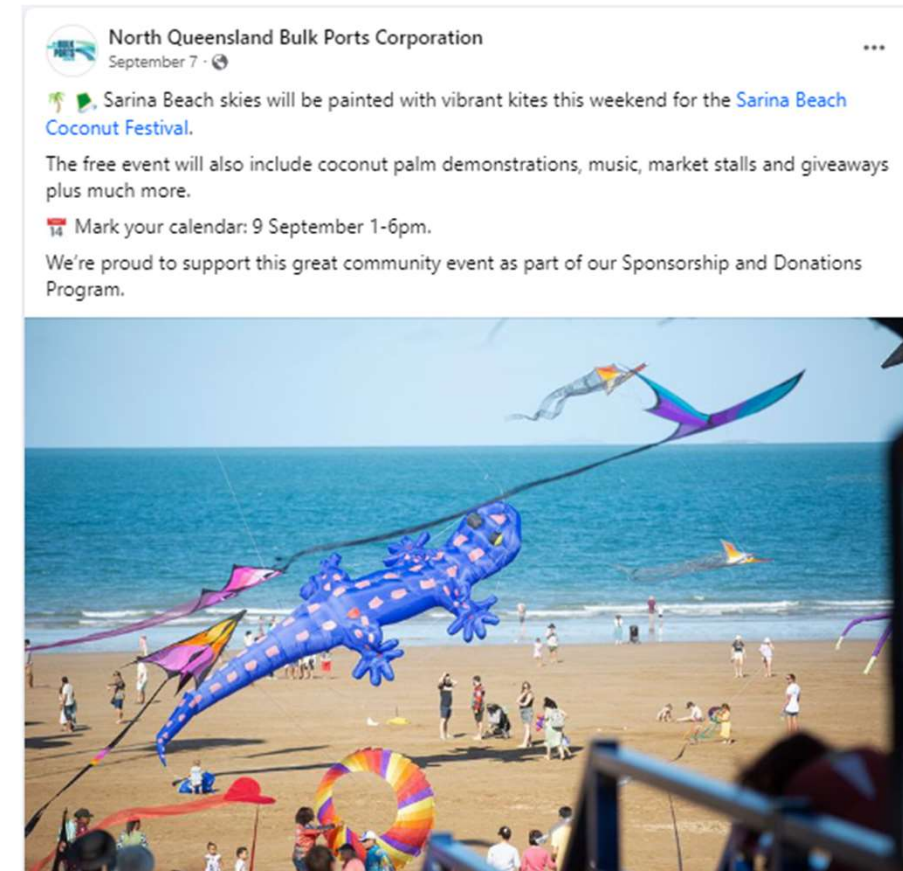 BULK
PORTS
North Queensland Bulk Ports Corporation
September 7 ·
Sarina Beach skies will be painted with vibrant kites this weekend for the Sarina Beach
Coconut Festival.
The free event will also include coconut palm demonstrations, music, market stalls and giveaways
plus much more.
14 Mark your calendar: 9 September 1-6pm.
We’re proud to support this great community event as part of our Sponsorship and Donations
Program.